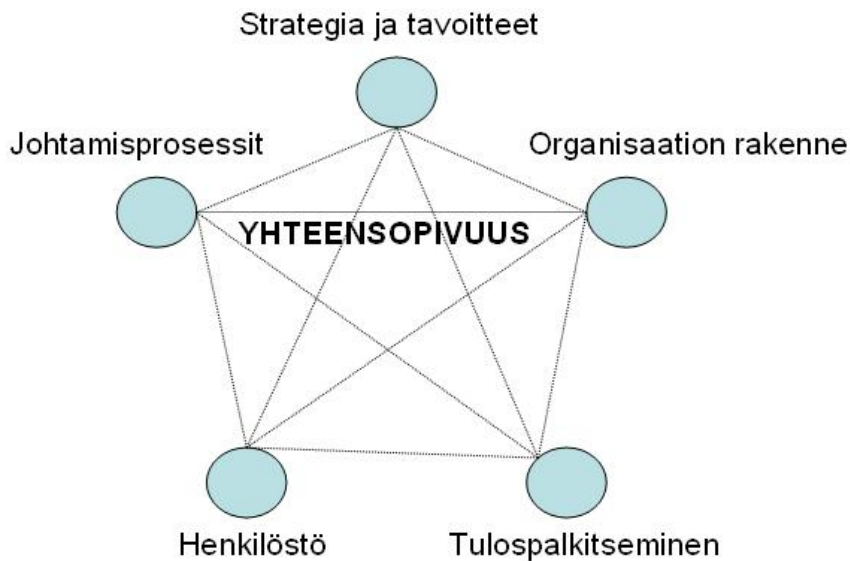 Strategia ja tavoitteet
Johtamisprosessit
Organisaation rakenne
YHTEENSOPIVUUS
Henkilöstö
Tulospalkitseminen